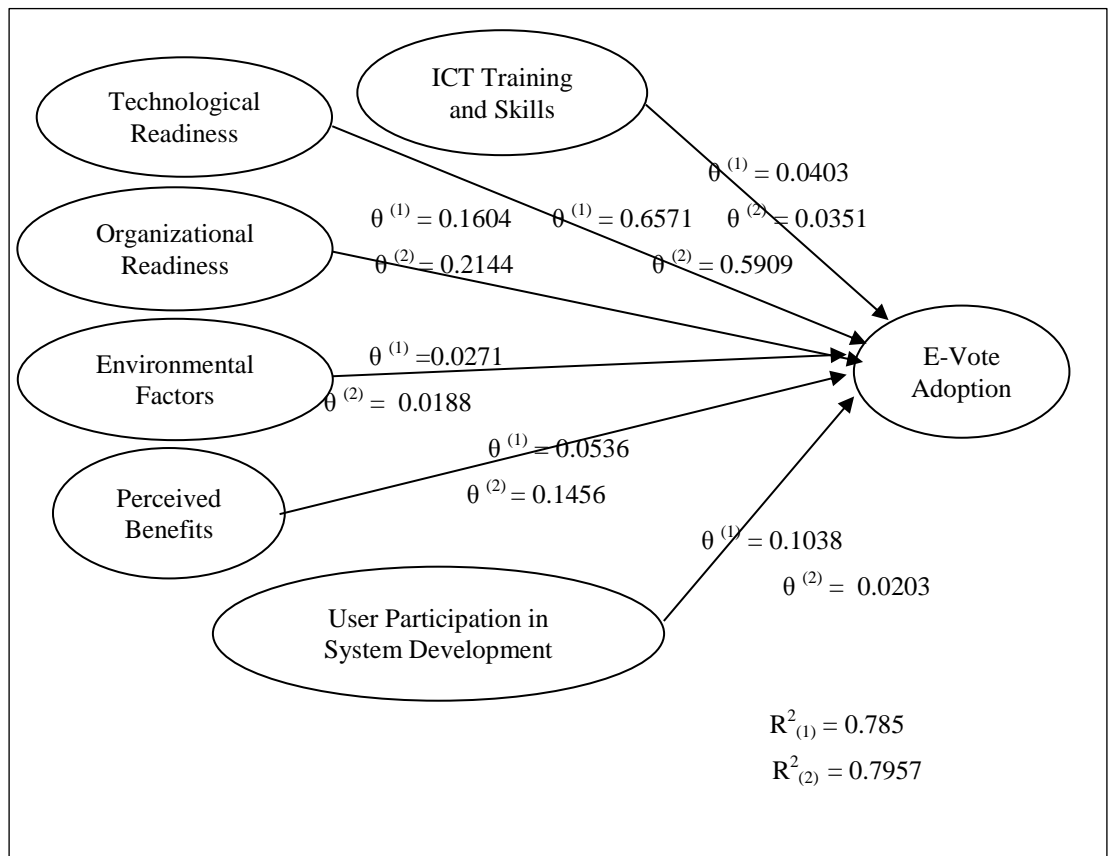 ICT Training
and Skills
Technological
Readiness
θ ⁽¹⁾ = 0.0403
θ ⁽¹⁾ = 0.1604
θ ⁽¹⁾ = 0.6571
θ ⁽²⁾ = 0.0351
Organizational
Readiness
θ ⁽²⁾ = 0.2144
θ ⁽²⁾ = 0.5909
Environmental
Factors
θ ⁽¹⁾ =0.0271
θ ⁽²⁾ = 0.0188
E-Vote
Adoption
θ ⁽¹⁾ = 0.0536
θ ⁽²⁾ = 0.1456
Perceived
Benefits
θ ⁽¹⁾ = 0.1038
θ ⁽²⁾ = 0.0203
User Participation in
System Development
R²₍₁₎ = 0.785
R²₍₂₎ = 0.7957